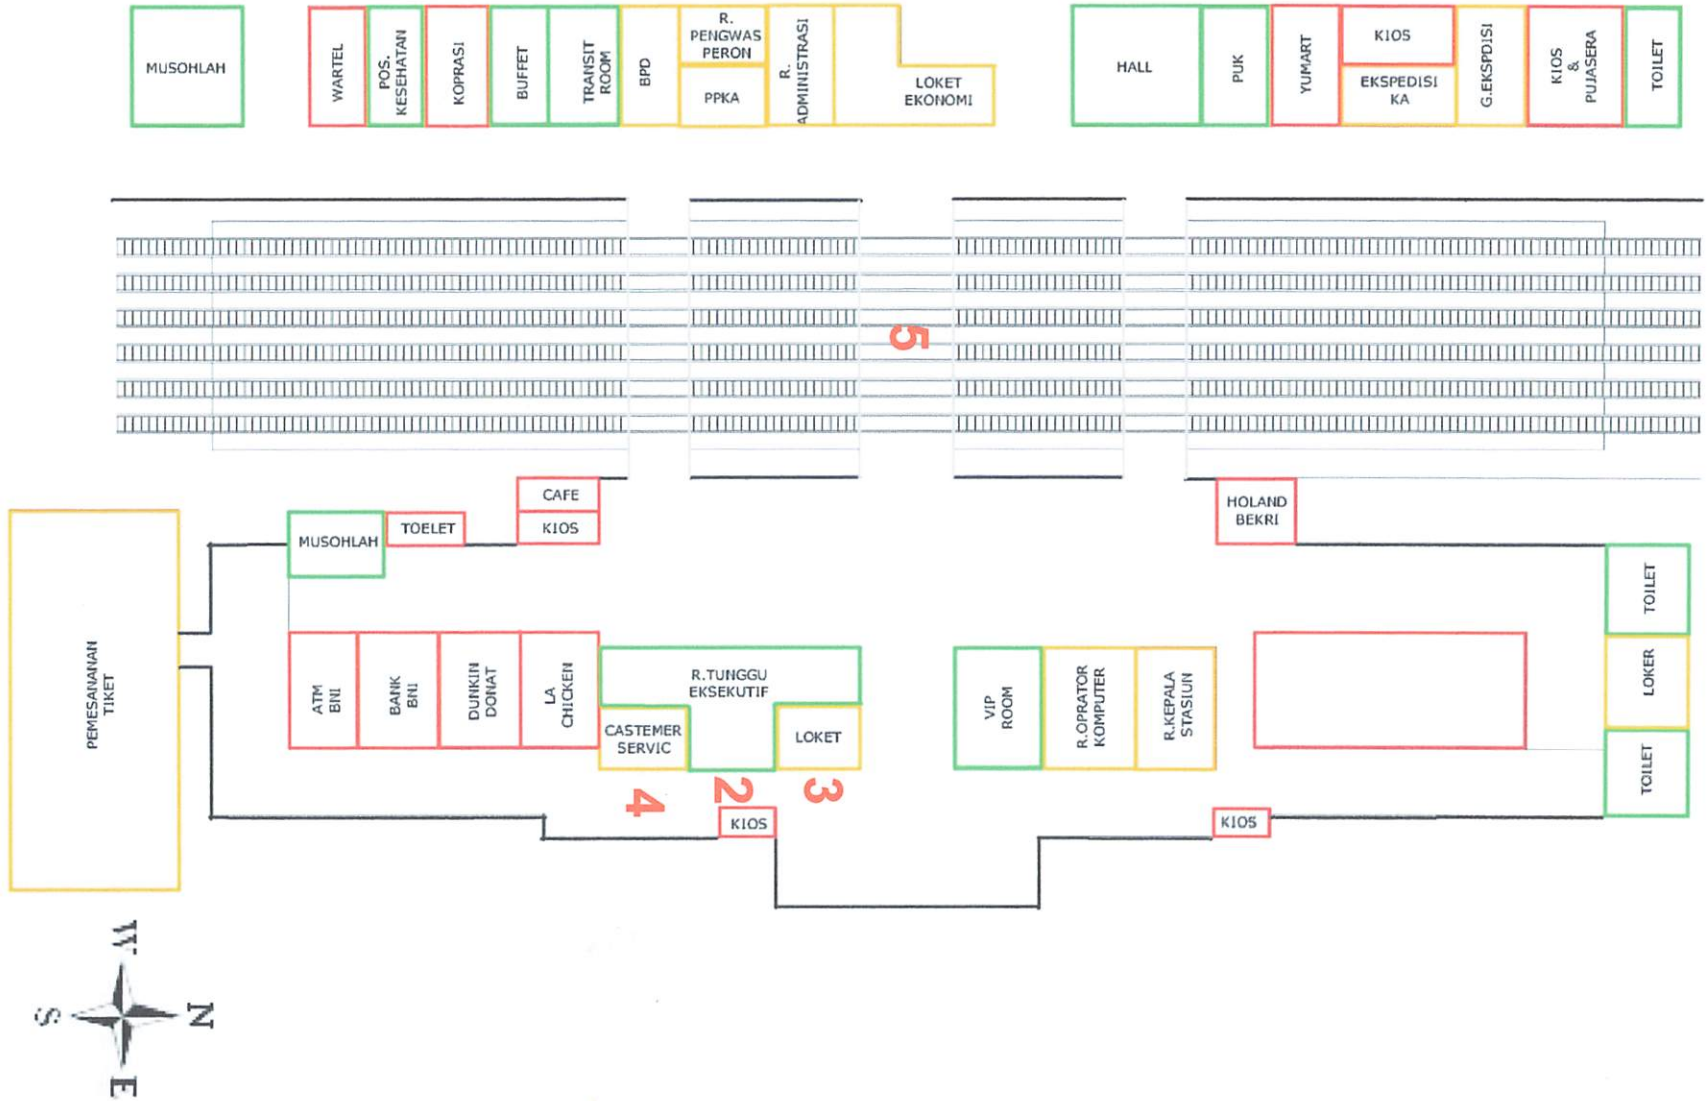 MUSOHLAH
WARTEL
POS.
KESEHATAN
KOPRASI
BUFFET
TRANSIT
ROOM
BPD
R.
PENGWAS
PERON
PPKA
R.
ADMINISTRASI
LOKET
EKONOMI
HALL
PUK
YUMART
KIOS
EKSPEDISI
KA
G.EKSPDISI
KIOS
&
PUJASERA
TOILET
5
CAFE
KIOS
MUSOHLAH
TOELET
HOLAND
BEKRI
PEMESANANAN
TIKET
ATM
BNI
BANK
BNI
DUNKIN
DONAT
LA
CHICKEN
R.TUNGGU
EKSEKUTIF
CASTEMER
SERVIC
LOKET
VIP
ROOM
R.OPRATOR
KOMPUTER
R.KEPALA
STASIUN
TOILET
LOKER
TOILET
4
2
3
KIOS
KIOS
W
S
N
E